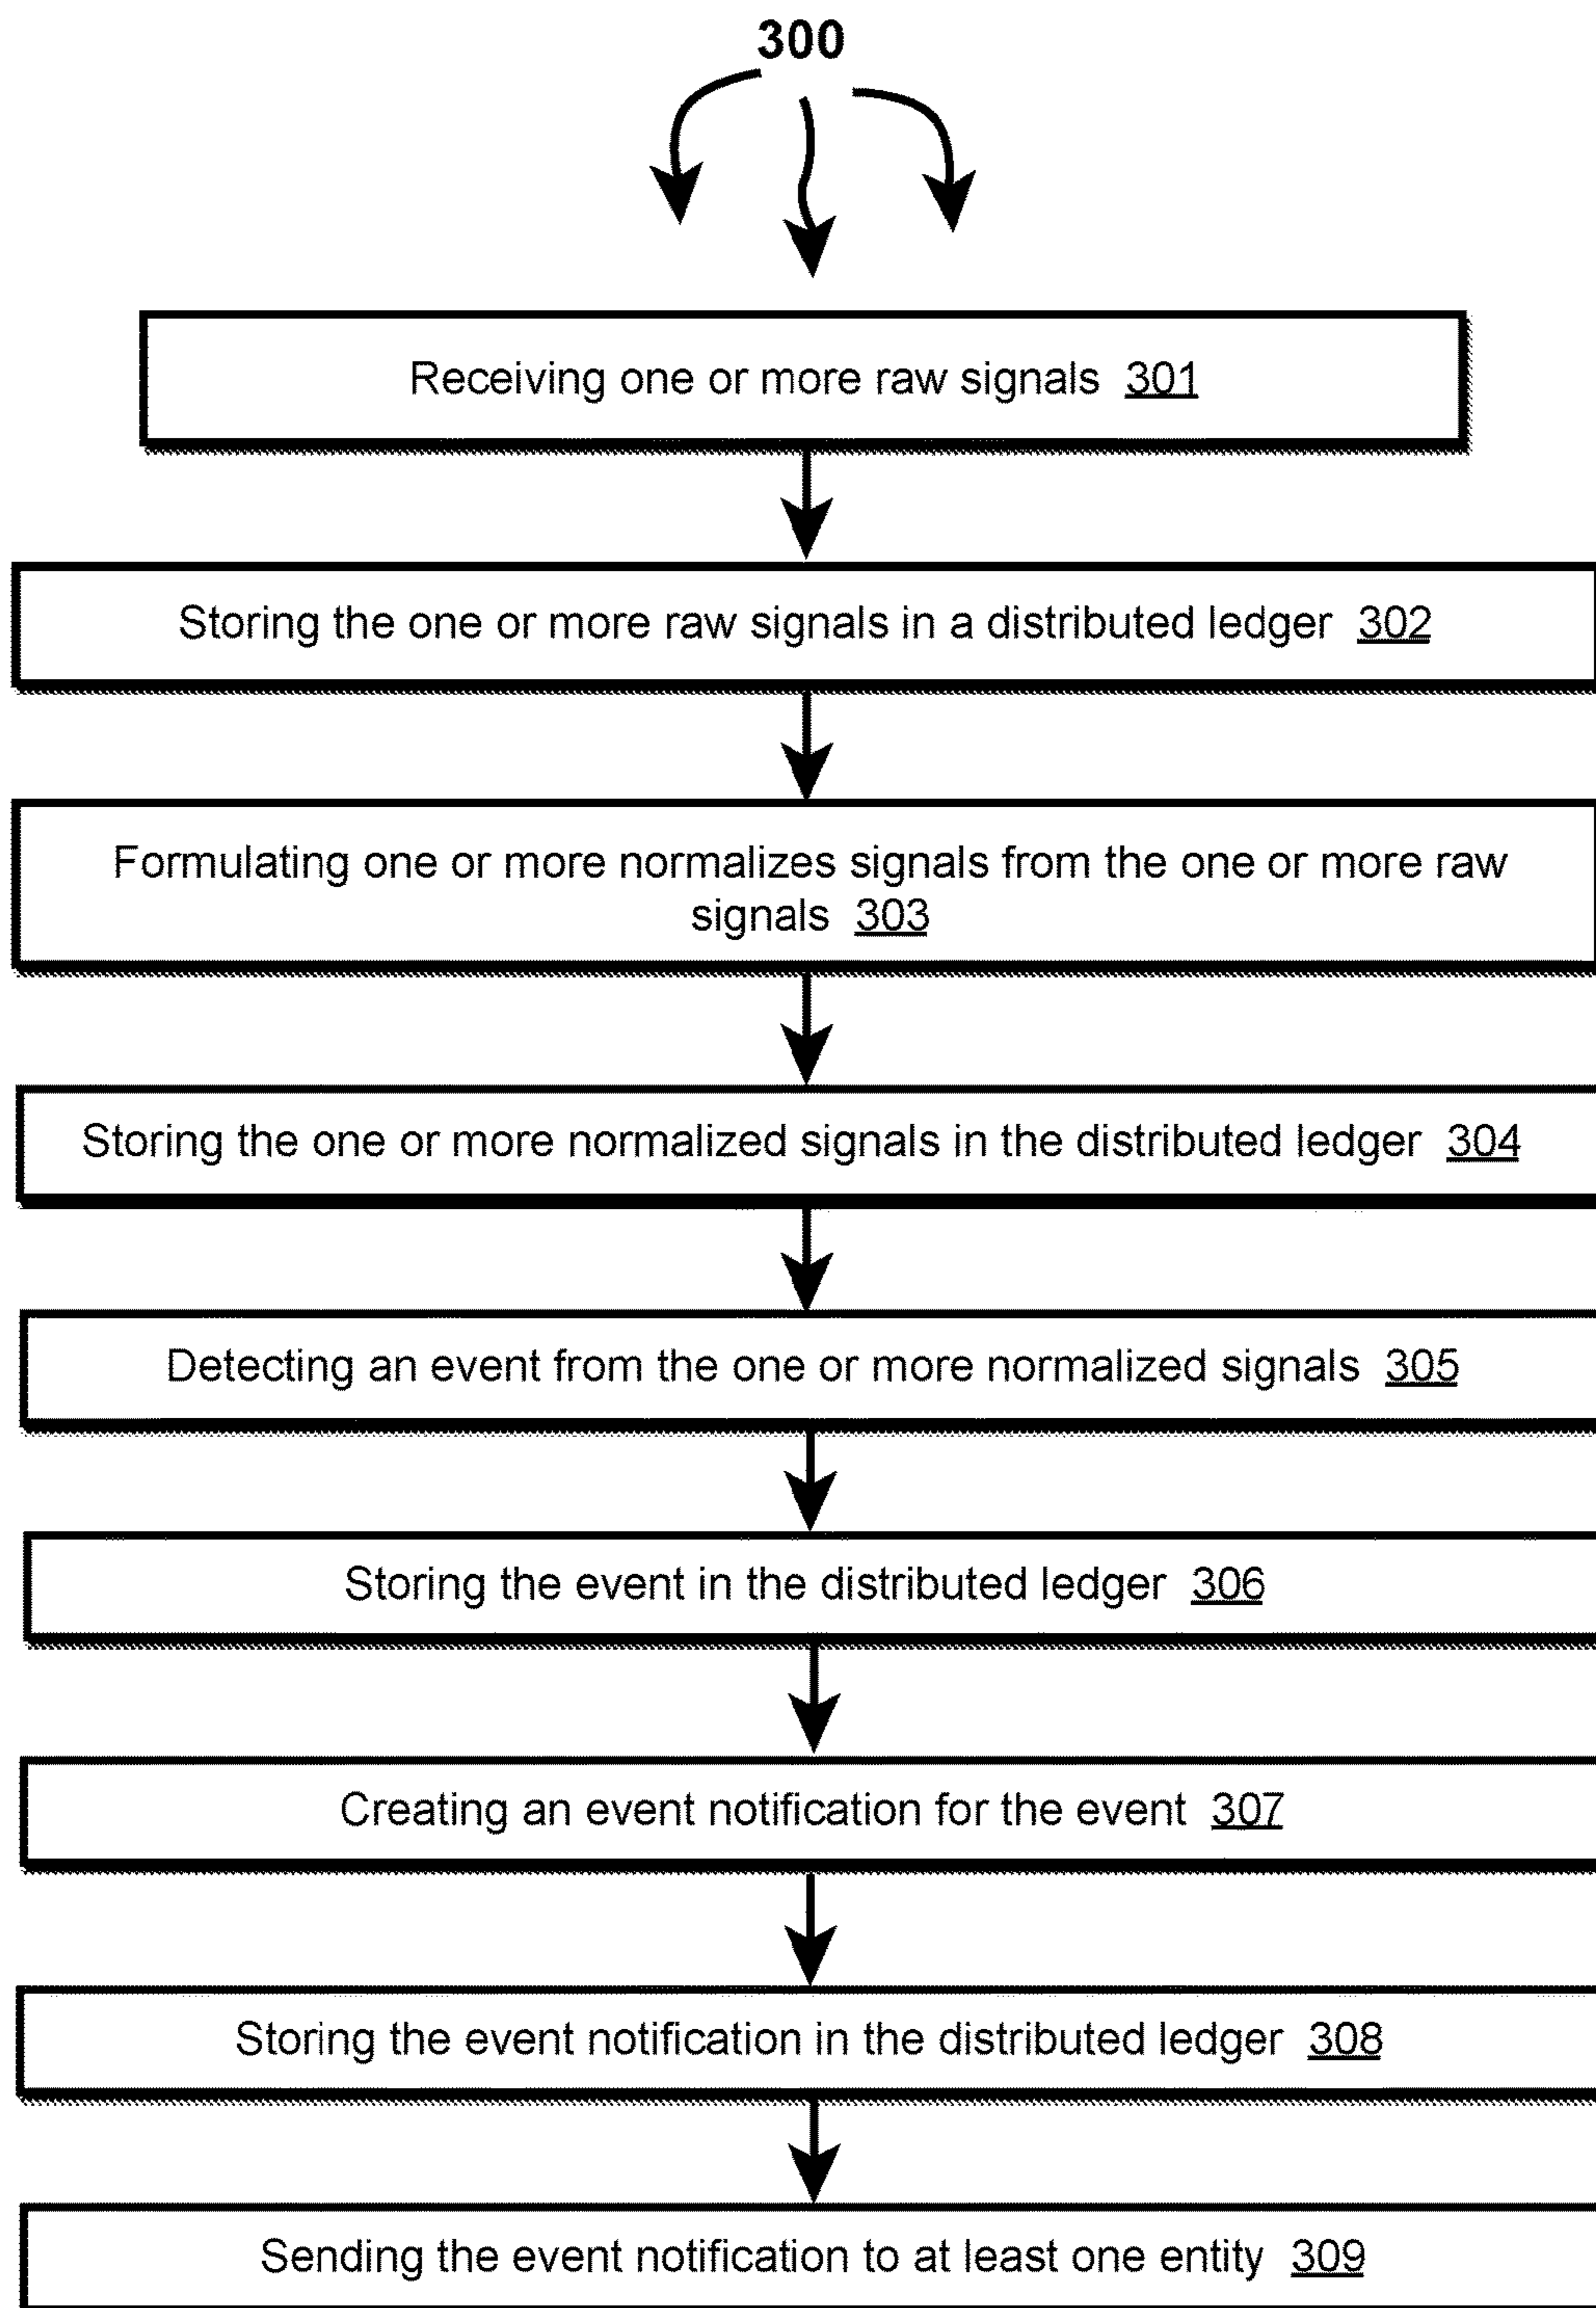 300
Receiving one or more raw signals 301
Storing the one or more raw signals in a distributed ledger 302
Formulating one or more normalizes signals from the one or more raw
signals 303
Storing the one or more normalized signals in the distributed ledger 304
Detecting an event from the one or more normalized signals 305
Storing the event in the distributed ledger 306
Creating an event notification for the event 307
Storing the event notification in the distributed ledger 308
Sending the event notification to at least one entity 309